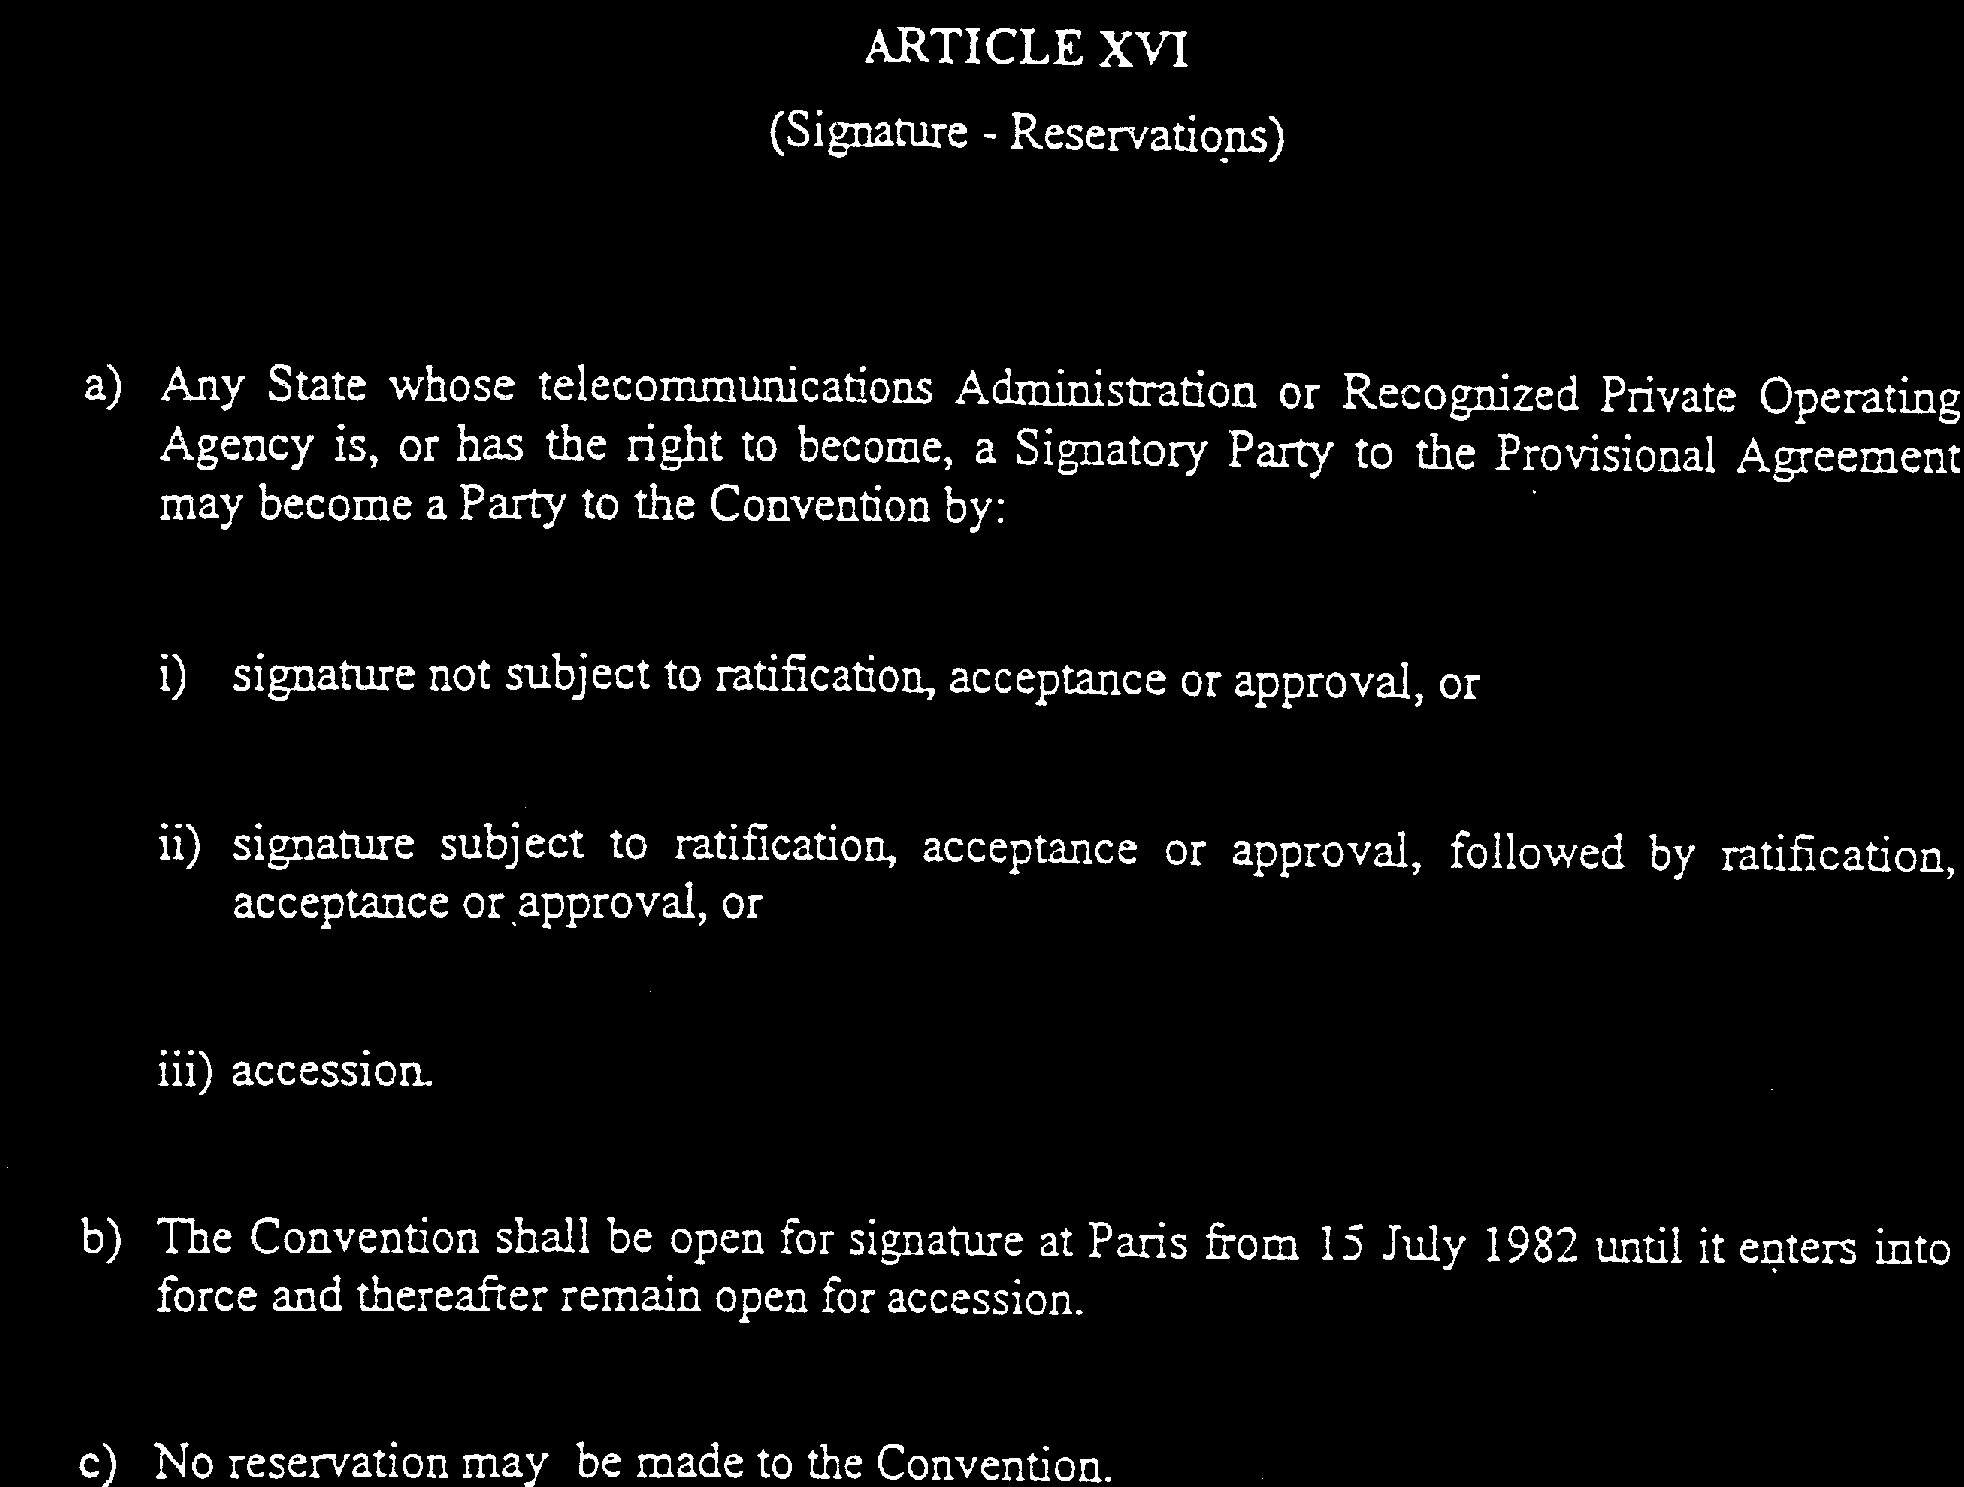 ARTICLE XVI
(Signature - Reservations)
a) Any State whose telecommunications Administration or Recognized Private Operating
Agency is, or has the right to become, a Signatory Party to the Provisional Agreement
may become a Party to the Convention by:
i) signature not subject to ratification, acceptance or approval, or
ii) signature subject to ratification, acceptance or approval, followed by ratification,
acceptance or approval, or
iii) accession.
b) The Convention shall be open for signature at Paris from 15 July 1982 until it enters into
force and thereafter remain open for accession.
c) No reservation may be made to the Convention.